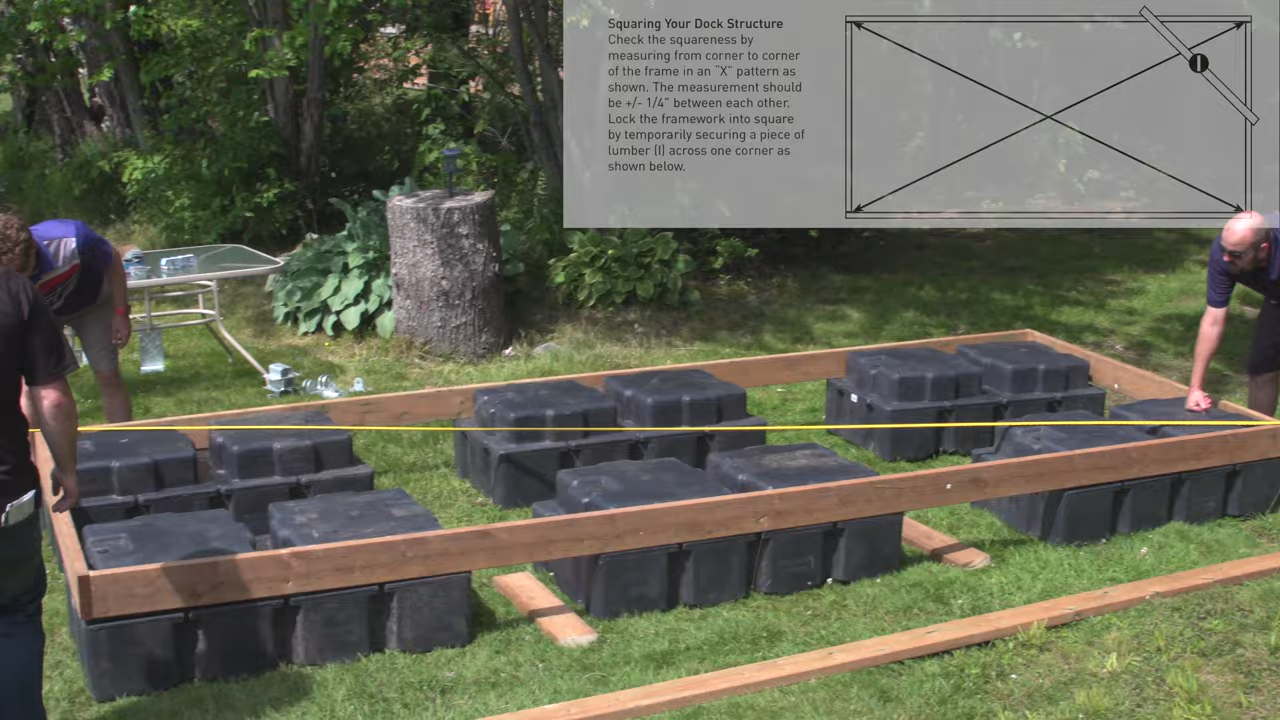 Squaring Your Dock Structure
Check the squareness by
measuring from corner to corner
of the frame in an "X" pattern as
shown. The measurement should
be +/- 1/4" between each other.
Lock the framework into square
by temporarily securing a piece of
lumber (I) across one corner as
shown below.
I